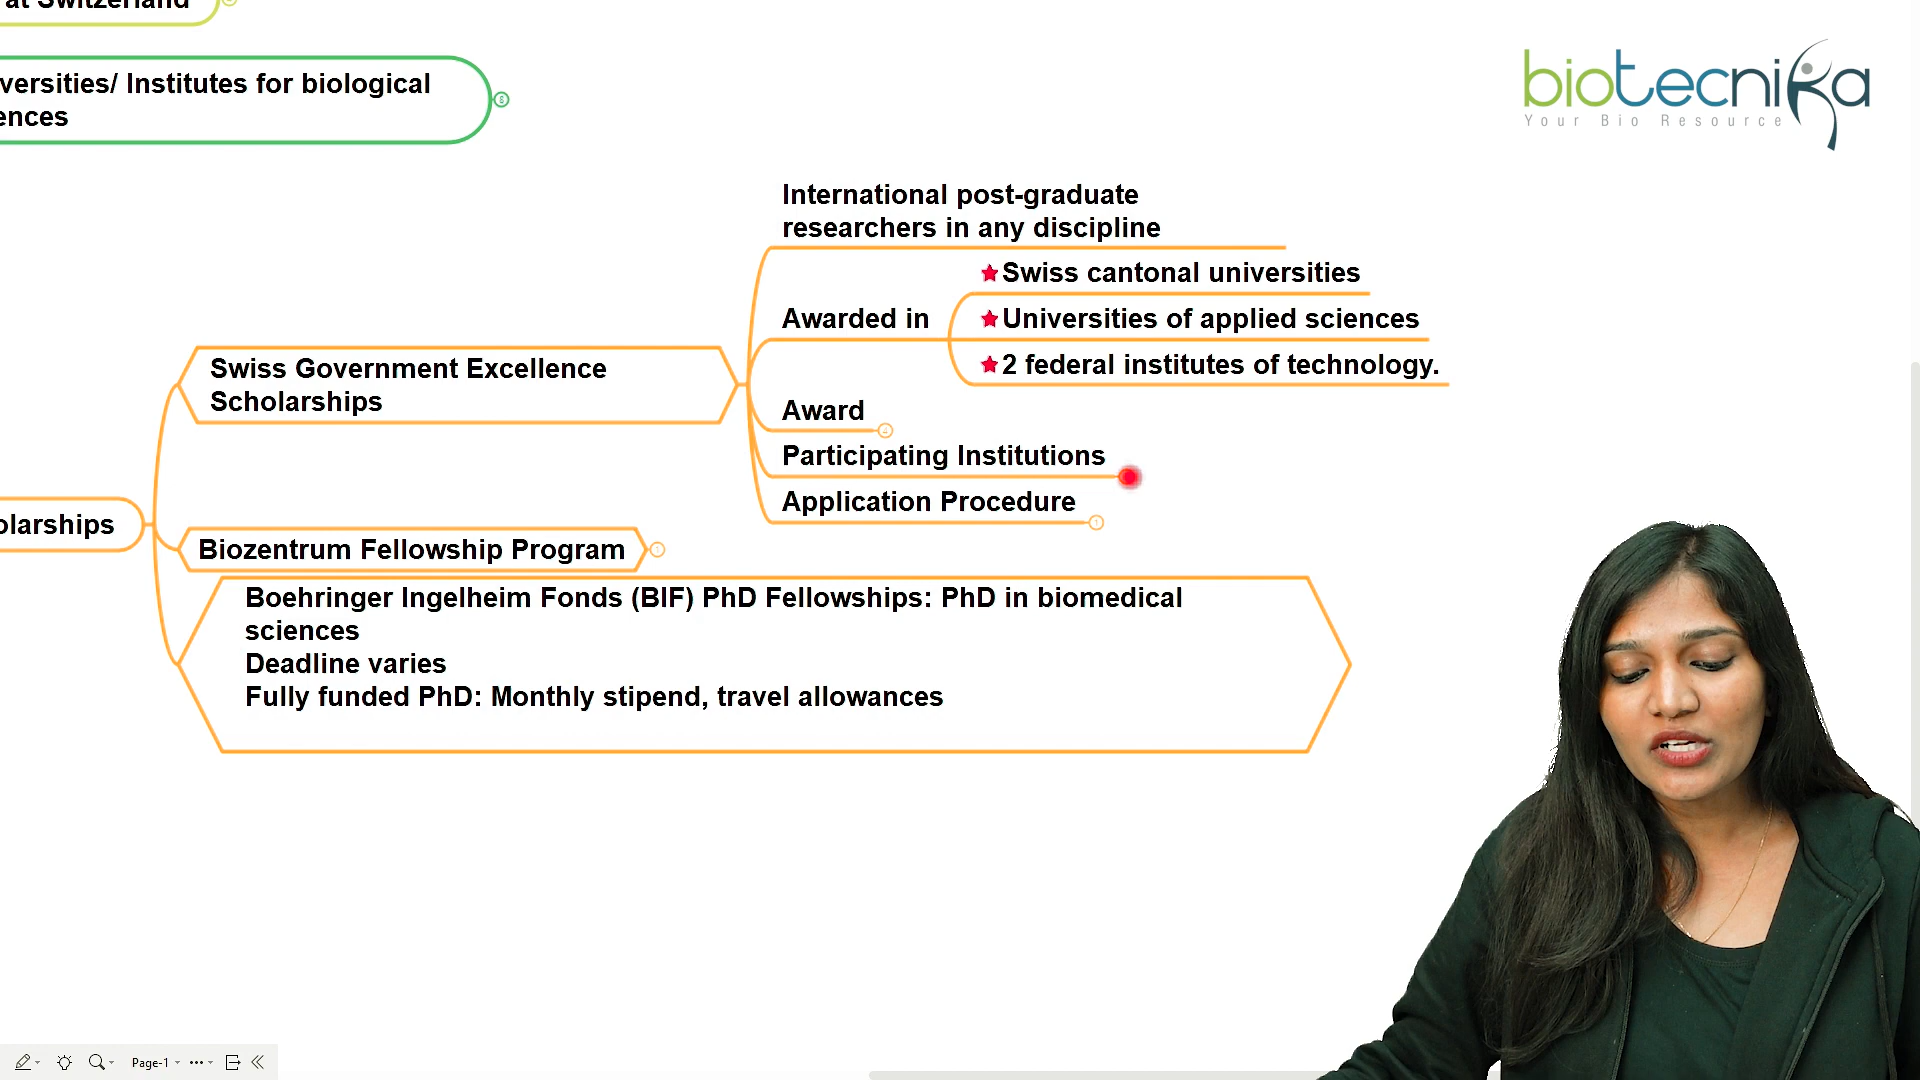 at Switzerland
versities/ Institutes for biological
ences
8
biotecnika
Your Bio Resource
International post-graduate
researchers in any discipline
Swiss cantonal universities
Awarded in
Universities of applied sciences
2 federal institutes of technology.
Swiss Government Excellence
Scholarships
Award
Participating Institutions
Application Procedure
1
olarships
Biozentrum Fellowship Program
1
Boehringer Ingelheim Fonds (BIF) PhD Fellowships: PhD in biomedical
sciences
Deadline varies
Fully funded PhD: Monthly stipend, travel allowances
Page-1